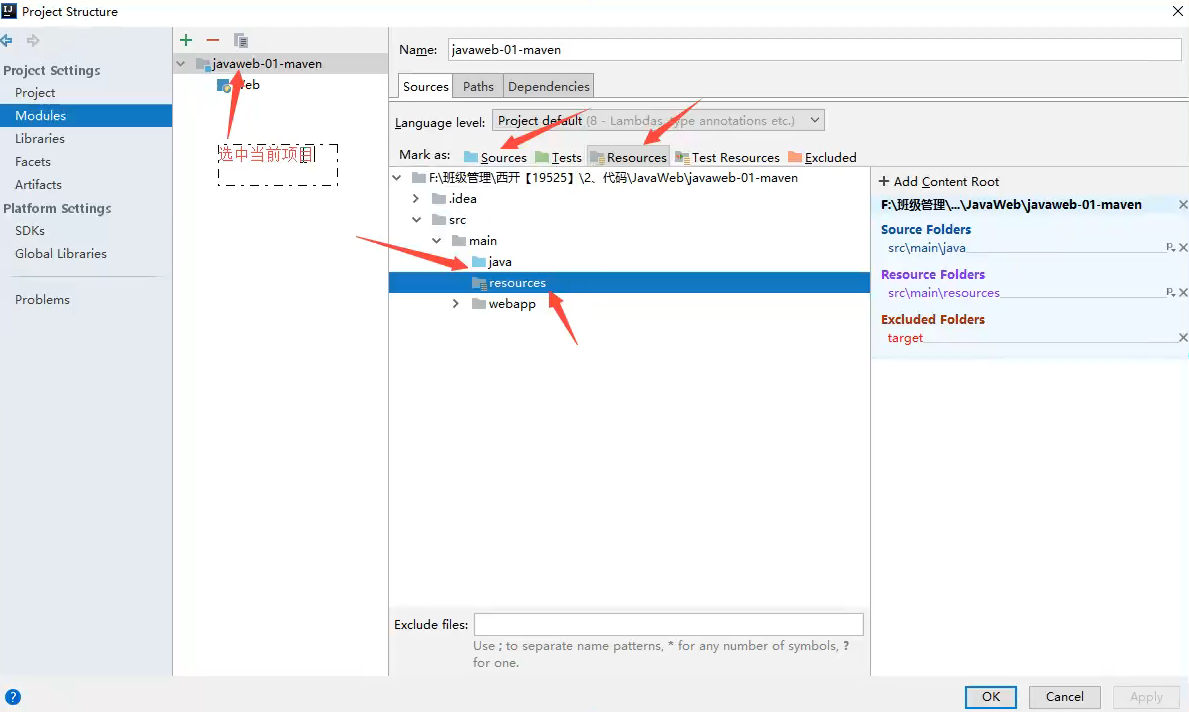 Project Structure
Project Settings
Project
Modules
Libraries
Facets
Artifacts
Platform Settings
SDKs
Global Libraries
Problems
javaweb-01-maven
选中当前项目
Name: javaweb-01-maven
Sources Paths Dependencies
Language level: Project default (8 - Lambdas, type annotations etc.)
Mark as: Sources Tests Resources Test Resources Excluded
F:\班级管理\西开【19525】\2、代码\JavaWeb\javaweb-01-maven
.idea
src
main
java
resources
webapp
Exclude files:
Use ; to separate name patterns, * for any number of symbols, ?
for one.
+ Add Content Root
F:\班级管理\...\JavaWeb\javaweb-01-maven
Source Folders
src\main\java
Resource Folders
src\main\resources
Excluded Folders
target
OK Cancel Apply